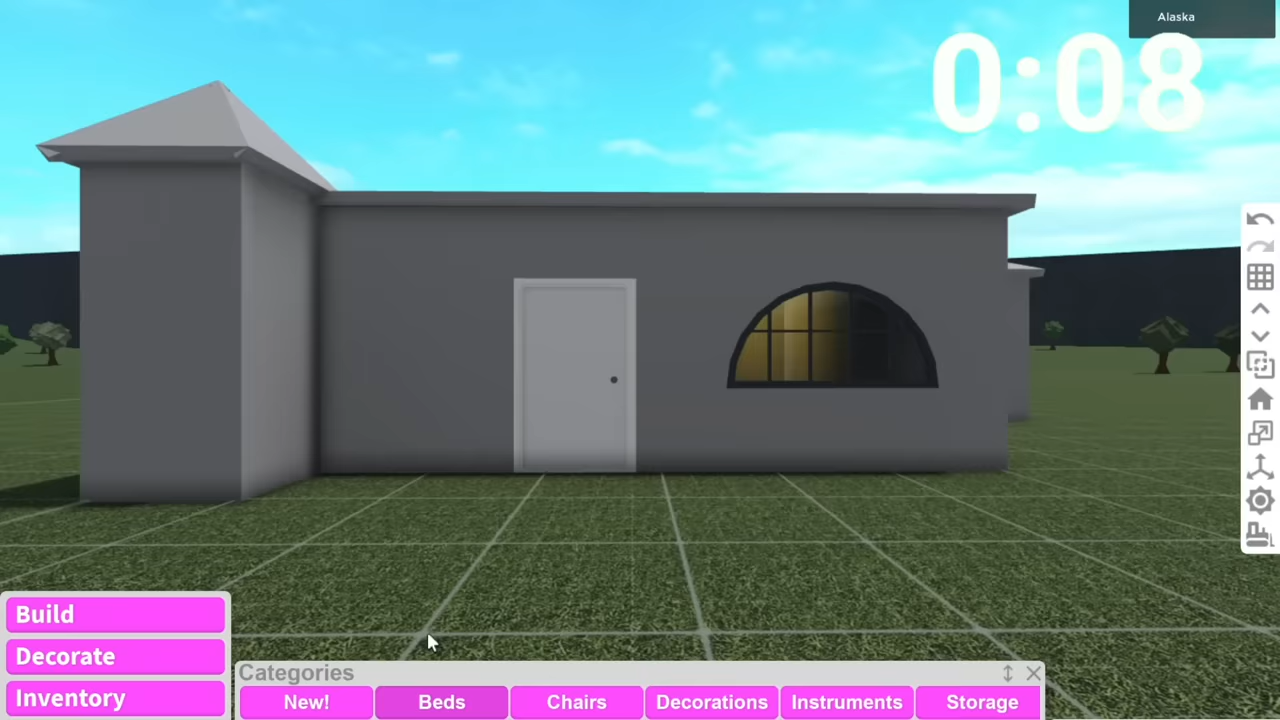 Alaska
0:08
Build
Decorate
Inventory
Categories
New!
Beds
Chairs
Decorations
Instruments
Storage